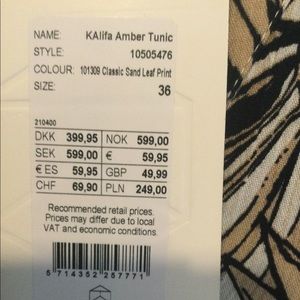 NAME: KAlifa Amber Tunic
STYLE: 10505476
COLOUR: 101309 Classic Sand Leaf Print
SIZE: 36
210400
DKK 399,95 NOK 599,00
SEK 599,00 € 59,95
€ ES 59,95 GBP 49,99
CHF 69,90 PLN 249,00
Recommended retail prices.
Prices may differ due to local
VAT and economic conditions.
5 714352 257771